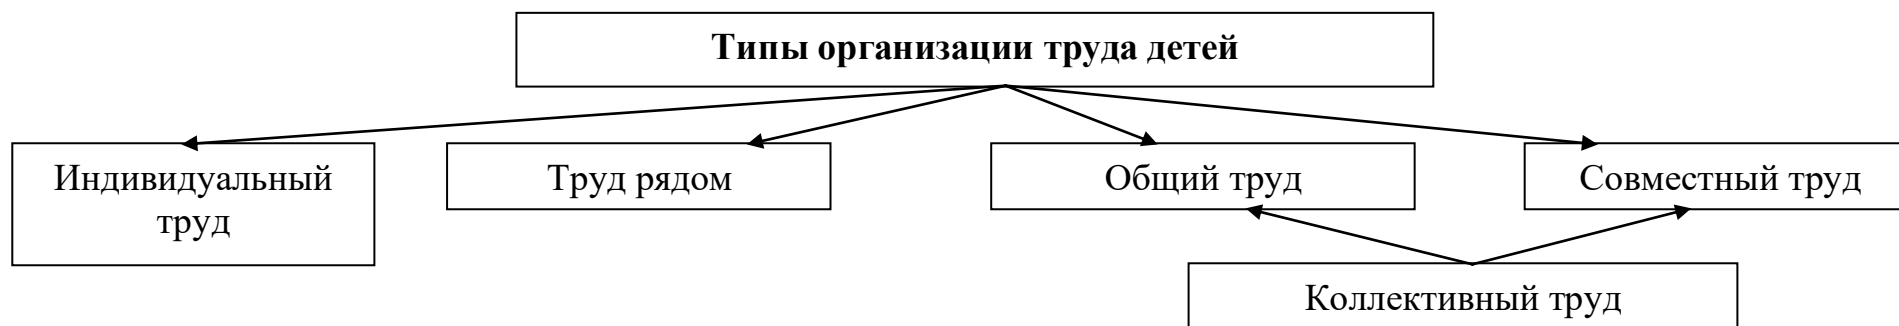 Типы организации труда детей
Индивидуальный
труд
Труд рядом
Общий труд
Совместный труд
Коллективный труд